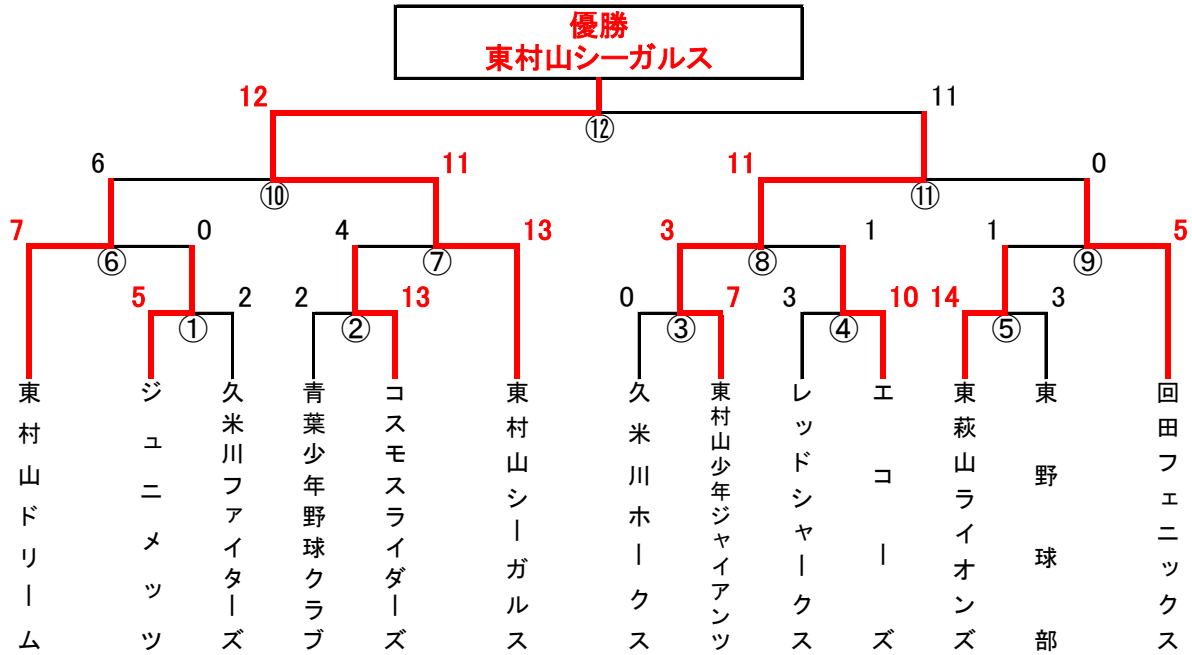 優勝
東村山シーガルス
12
11
⑫
6
11
11
0
⑩
⑪
7
0
4
13
3
1
1
5
⑥
⑦
⑧
⑨
5
2
2
13
0
7
3
10
14
3
①
②
③
④
⑤
東村山ドリーム
ジュニメッツ
久米川ファイターズ
青葉少年野球クラブ
コスモスライダーズ
東村山シーガルス
久米川ホークス
東村山少年ジャイアンツ
レッドシャークス
エコーズ
東萩山ライオンズ
東野球部
回田フェニックス